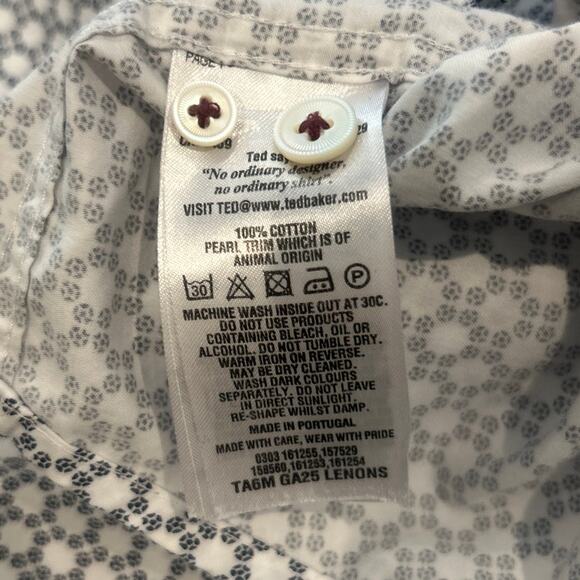 PAGE 1
Ted say
"No ordinary designer,
no ordinary shirt".
VISIT TED@www.tedbaker.com
100% COTTON
PEARL TRIM WHICH IS OF
ANIMAL ORIGIN
30 P
MACHINE WASH INSIDE OUT AT 30C.
DO NOT USE PRODUCTS
CONTAINING BLEACH, OIL OR
ALCOHOL. DO NOT TUMBLE DRY.
WARM IRON ON REVERSE.
MAY BE DRY CLEANED.
WASH DARK COLOURS
SEPARATELY. DO NOT LEAVE
IN DIRECT SUNLIGHT.
RE-SHAPE WHILST DAMP.
MADE IN PORTUGAL
MADE WITH CARE, WEAR WITH PRIDE
0303 161255,157529
158560,161253,161254
TA6M GA25 LENONS